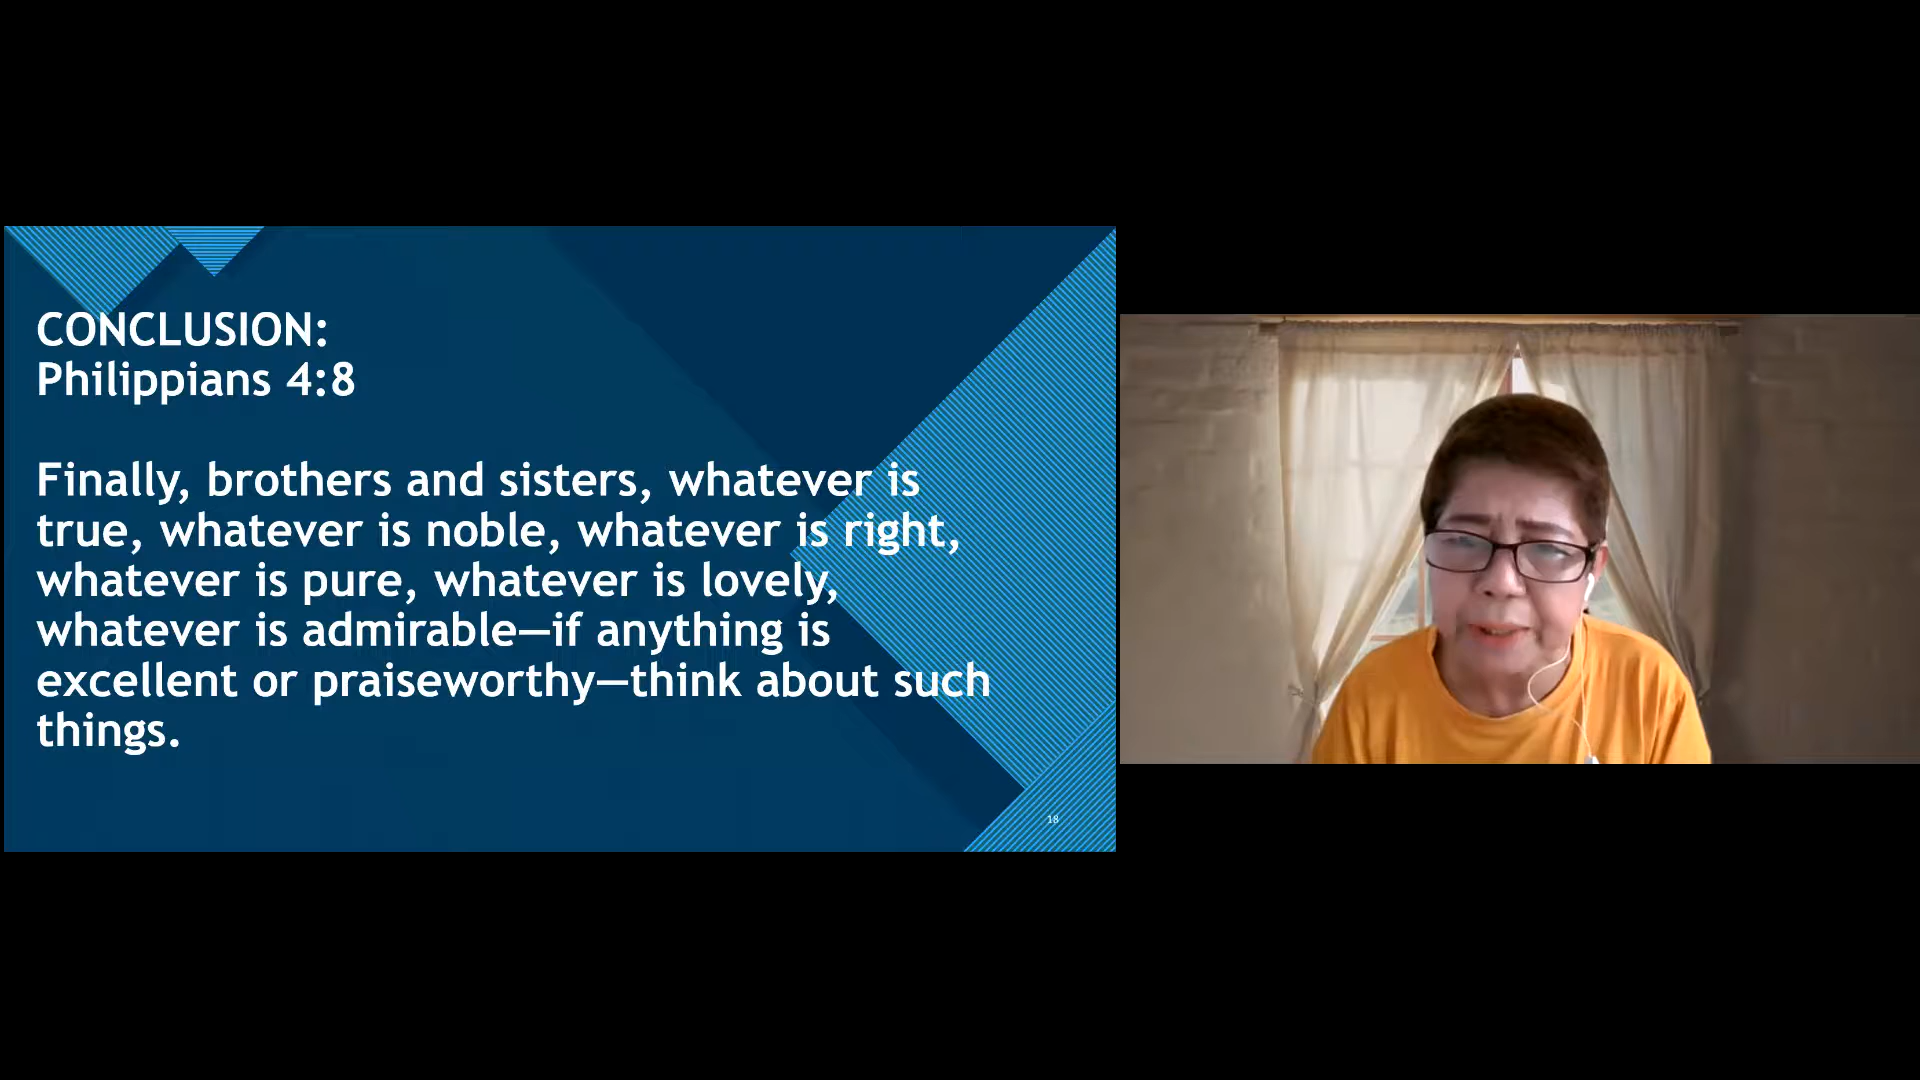 CONCLUSION:
Philippians 4:8
Finally, brothers and sisters, whatever is
true, whatever is noble, whatever is right,
whatever is pure, whatever is lovely,
whatever is admirable—if anything is
excellent or praiseworthy—think about such
things.
18